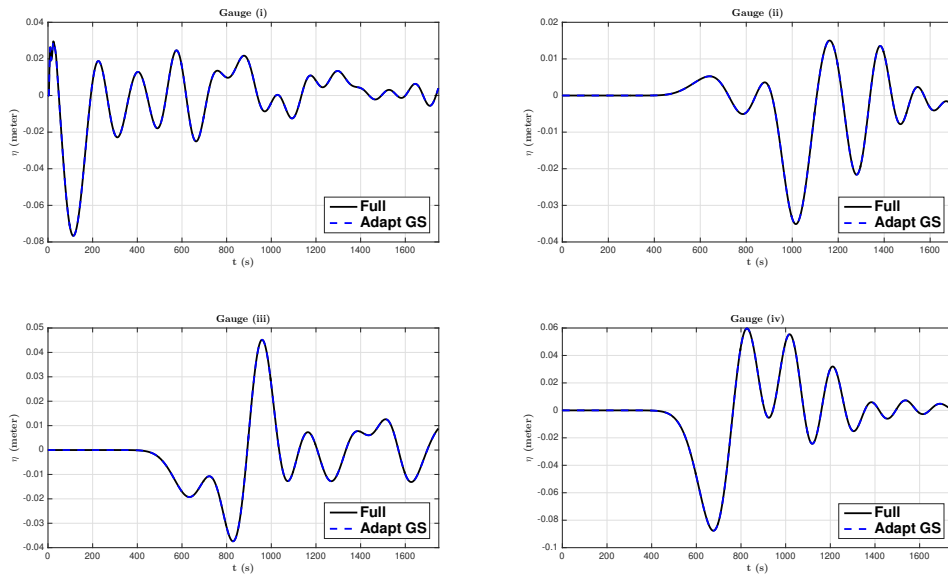 Gauge (i)
0.04
0.02
0
-0.02
-0.04
-0.06
-0.08
η (meter)
0 200 400 600 800 1000 1200 1400 1600
t (s)
Full
Adapt GS
Gauge (ii)
0.02
0.01
0
-0.01
-0.02
-0.03
-0.04
η (meter)
0 200 400 600 800 1000 1200 1400 1600
t (s)
Full
Adapt GS
Gauge (iii)
0.05
0.04
0.03
0.02
0.01
0
-0.01
-0.02
-0.03
-0.04
η (meter)
0 200 400 600 800 1000 1200 1400 1600
t (s)
Full
Adapt GS
Gauge (iv)
0.06
0.04
0.02
0
-0.02
-0.04
-0.06
-0.08
-0.1
η (meter)
0 200 400 600 800 1000 1200 1400 1600
t (s)
Full
Adapt GS